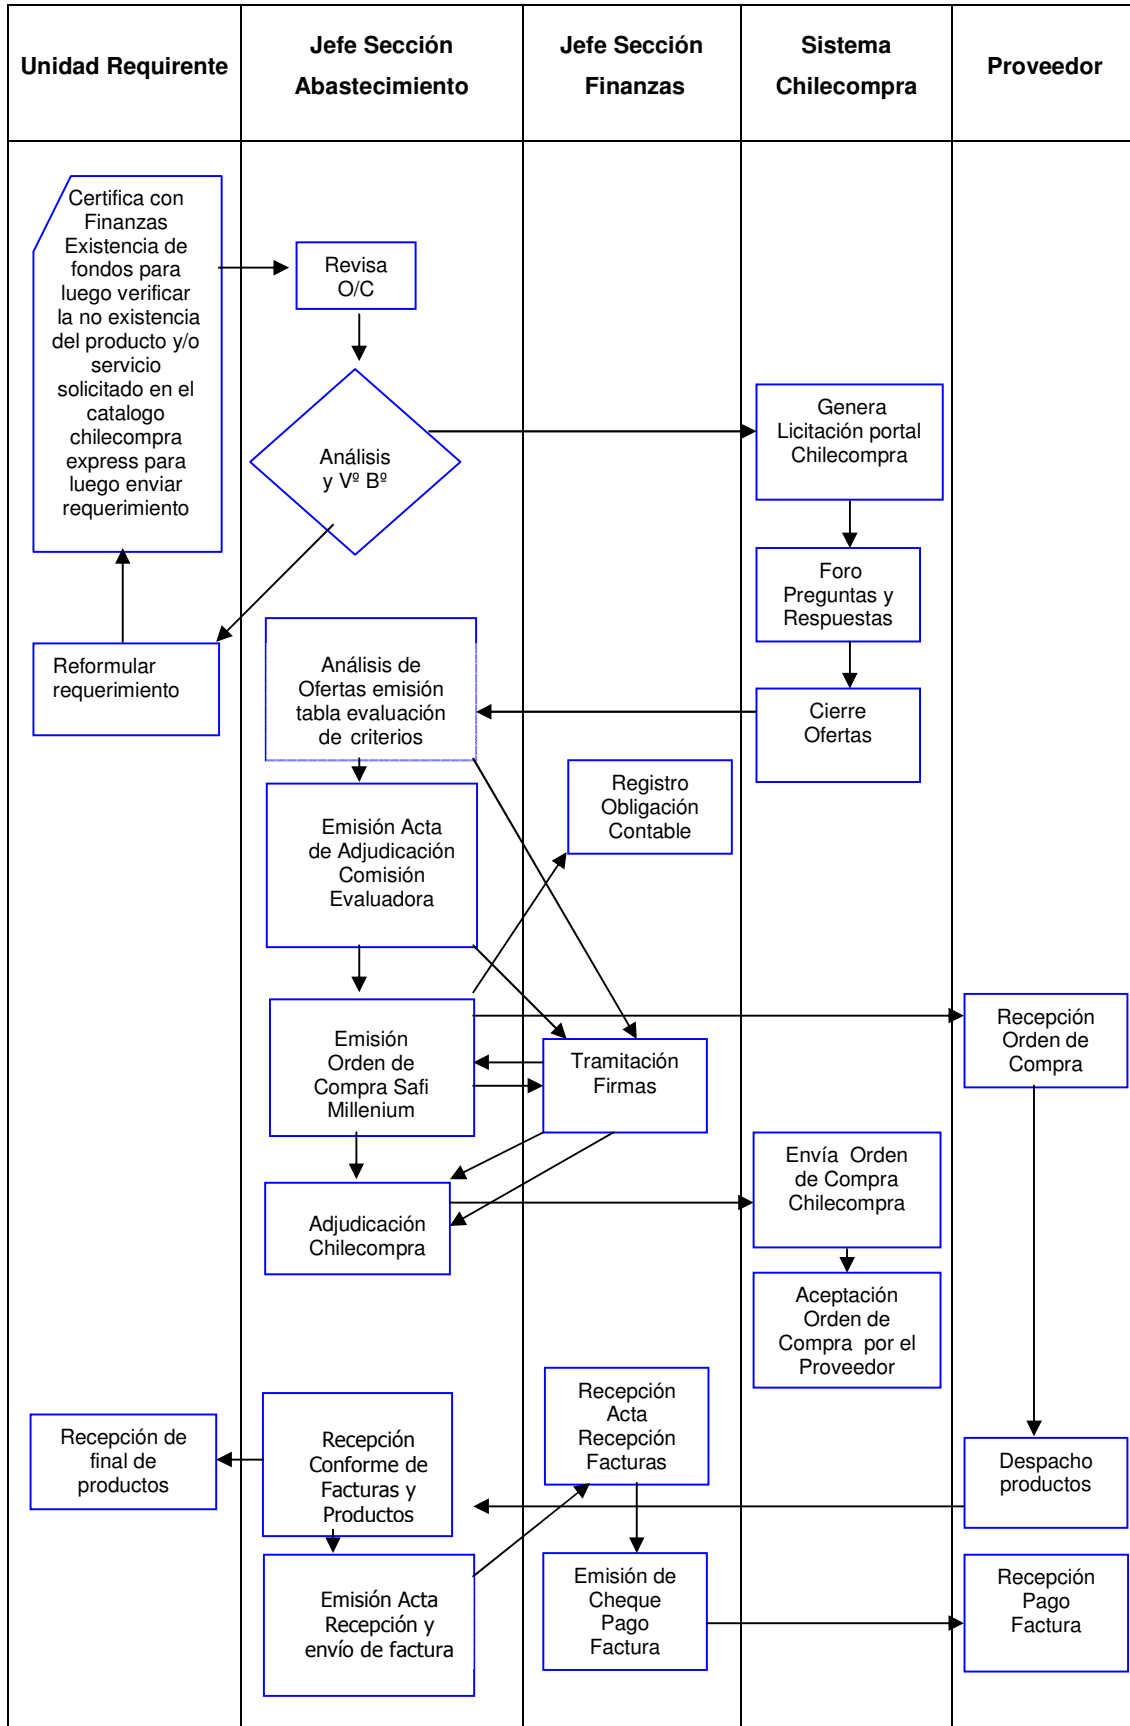 Unidad Requirente
Jefe Sección
Abastecimiento
Jefe Sección
Finanzas
Sistema
Chilecompra
Proveedor
Certifica con
Finanzas
Existencia de
fondos para
luego verificar
la no existencia
del producto y/o
servicio
solicitado en el
catalogo
chilecompra
express para
luego enviar
requerimiento
Revisa
O/C
Análisis
y Vº Bº
Genera
Licitación portal
Chilecompra
Foro
Preguntas y
Respuestas
Reformular
requerimiento
Análisis de
Ofertas emisión
tabla evaluación
de criterios
Cierre
Ofertas
Registro
Obligación
Contable
Emisión Acta
de Adjudicación
Comisión
Evaluadora
Emisión
Orden de
Compra Safi
Millenium
Tramitación
Firmas
Recepción
Orden de
Compra
Envía Orden
de Compra
Chilecompra
Adjudicación
Chilecompra
Aceptación
Orden de
Compra por el
Proveedor
Recepción
Acta
Recepción
Facturas
Recepción de
final de
productos
Recepción
Conforme de
Facturas y
Productos
Despacho
productos
Emisión Acta
Recepción y
envío de factura
Emisión de
Cheque
Pago
Factura
Recepción
Pago
Factura